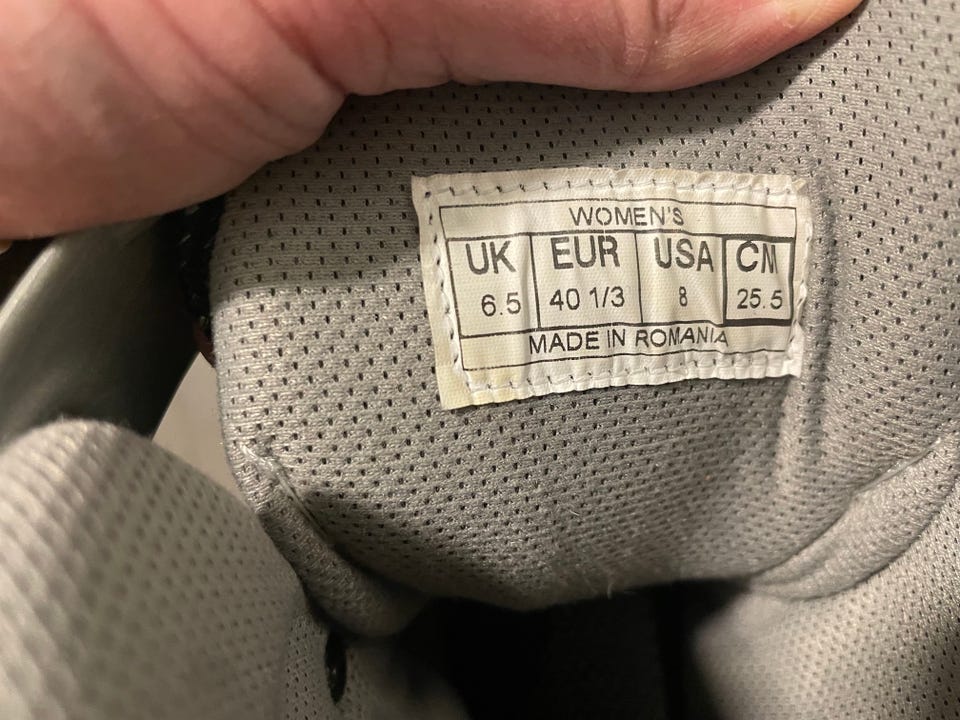 WOMEN'S
UK EUR USA CM
6.5 40 1/3 8 25.5
MADE IN ROMANIA